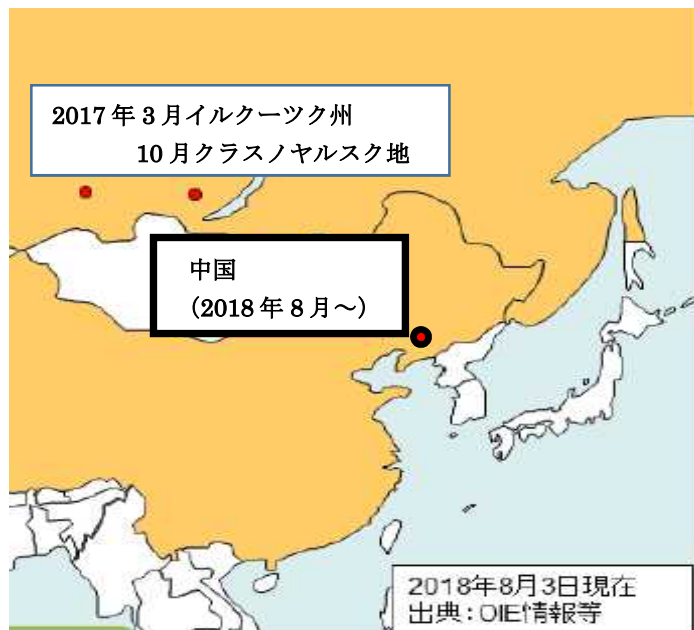 2017年3月イルクーツク州
10月クラスノヤルスク地
中国
（2018年8月～）
2018年8月3日現在
出典：OIE情報等